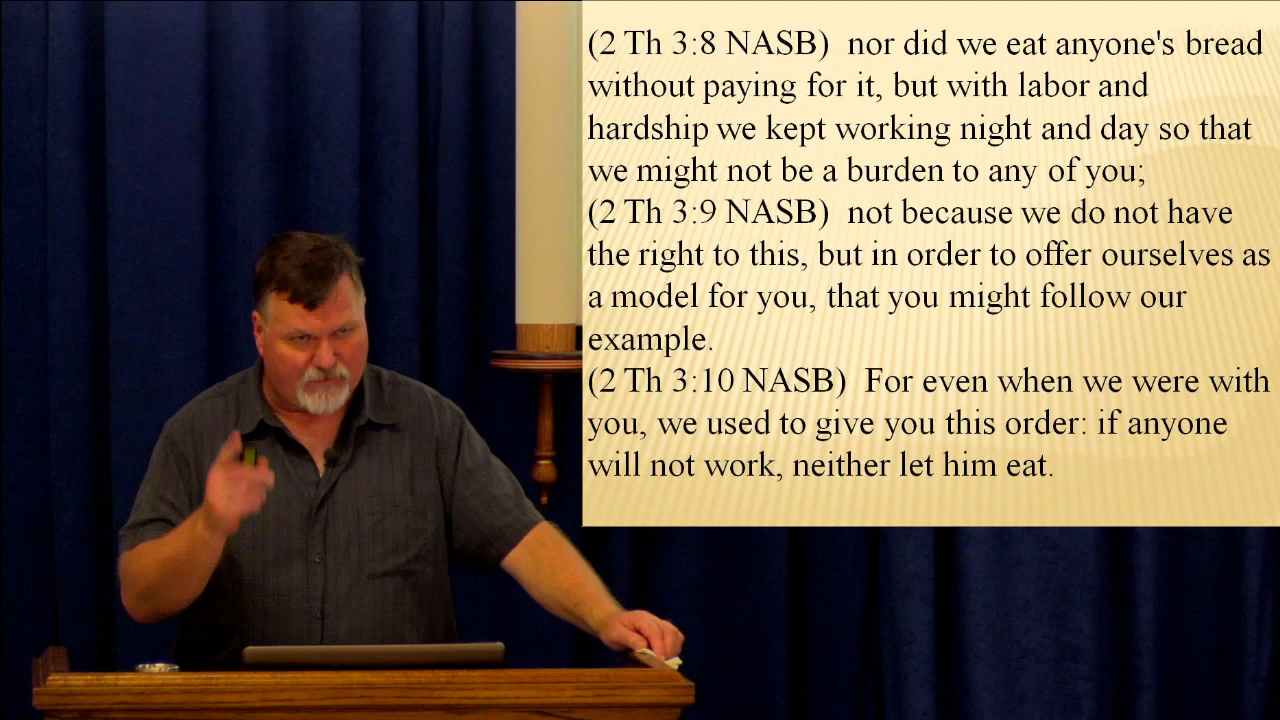 (2 Th 3:8 NASB)  nor did we eat anyone's bread
without paying for it, but with labor and
hardship we kept working night and day so that
we might not be a burden to any of you;
(2 Th 3:9 NASB)  not because we do not have
the right to this, but in order to offer ourselves as
a model for you, that you might follow our
example.
(2 Th 3:10 NASB)  For even when we were with
you, we used to give you this order: if anyone
will not work, neither let him eat.